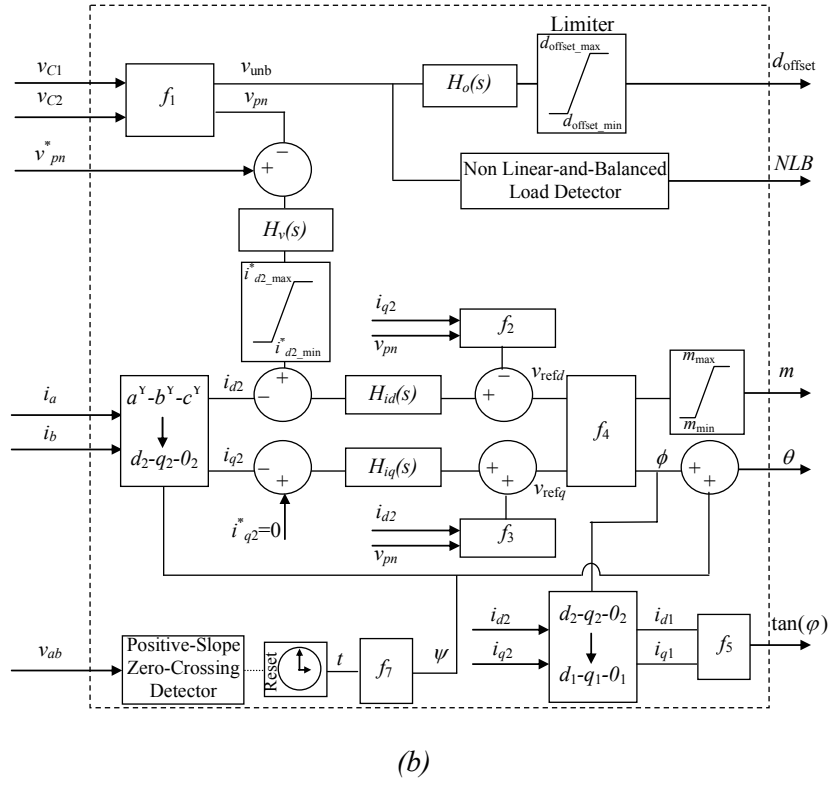 Limiter
d_offset_max
d_offset_min
v_C1
v_C2
f_1
v_unb
v_pn
H_o(s)
d_offset
v*_pn
+
−
Non Linear-and-Balanced
Load Detector
NLB
H_v(s)
i*_d2_max
i*_d2_min
i_q2
v_pn
f_2
i_a
i_b
a^Y-b^Y-c^Y
d_2-q_2-0_2
i_d2
−
+
H_id(s)
+
−
v_refd
f_4
m_max
m_min
m
i_q2
−
+
H_iq(s)
+
+
v_refq
ϕ
+
+
θ
i*_q2=0
i_d2
v_pn
f_3
v_ab
Positive-Slope
Zero-Crossing
Detector
Reset
t
f_7
ψ
i_d2
i_q2
d_2-q_2-0_2
d_1-q_1-0_1
i_d1
i_q1
f_5
tan(φ)
(b)